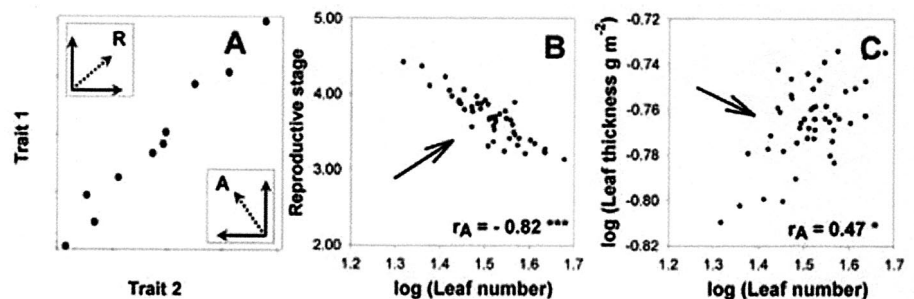 A
R
A
Trait 1
Trait 2
B
Reproductive stage
5.00
4.00
3.00
2.00
1.2 1.3 1.4 1.5 1.6 1.7
log (Leaf number)
rA = - 0.82 ***
C
log (Leaf thickness g m-2)
-0.72
-0.74
-0.76
-0.78
-0.80
-0.82
1.2 1.3 1.4 1.5 1.6 1.7
log (Leaf number)
rA = 0.47 *